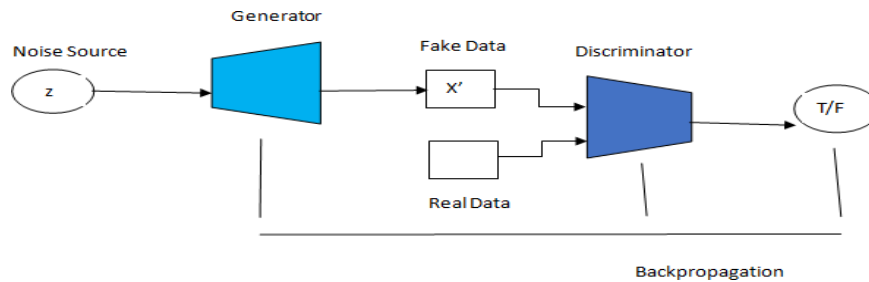 Generator
Noise Source
Fake Data
Discriminator
z
X’
T/F
Real Data
Backpropagation